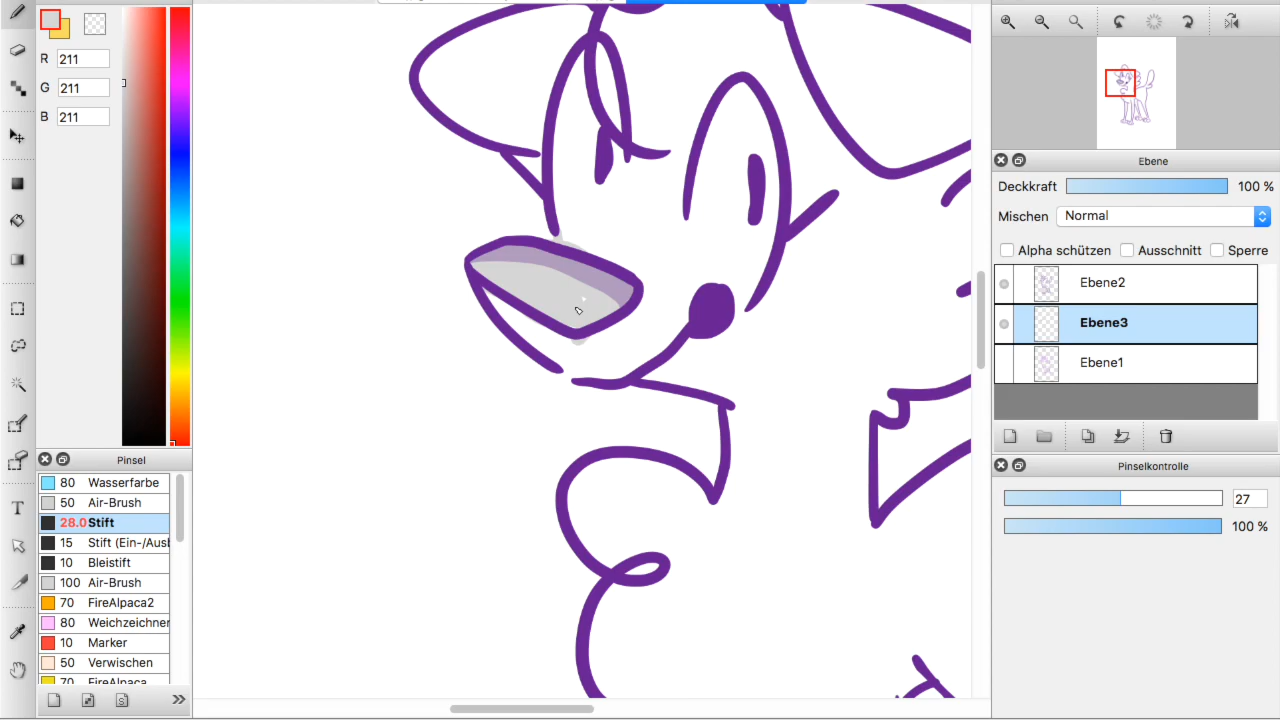 R 211
G 211
B 211
Pinsel
80 Wasserfarbe
50 Air-Brush
28.0 Stift
15 Stift (Ein-/Ausb
10 Bleistift
100 Air-Brush
70 FireAlpaca2
80 Weichzeichner
10 Marker
50 Verwischen
70 FireAlpaca
T
S
Ebene
Deckkraft 100 %
Mischen Normal
Alpha schützen Ausschnitt Sperre
Ebene2
Ebene3
Ebene1
Pinselkontrolle
27
100 %